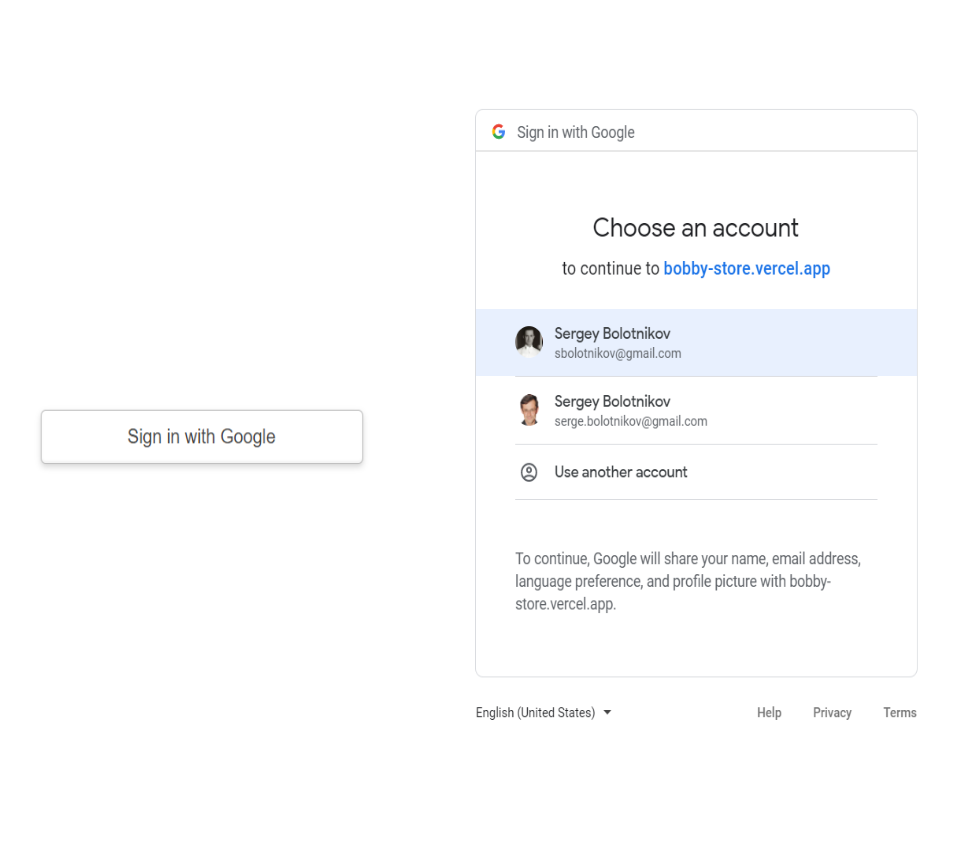 Sign in with Google
Sign in with Google
Choose an account
to continue to bobby-store.vercel.app
Sergey Bolotnikov
sbolotnikov@gmail.com
Sergey Bolotnikov
serge.bolotnikov@gmail.com
Use another account
To continue, Google will share your name, email address,
language preference, and profile picture with bobby-
store.vercel.app.
English (United States)
Help Privacy Terms